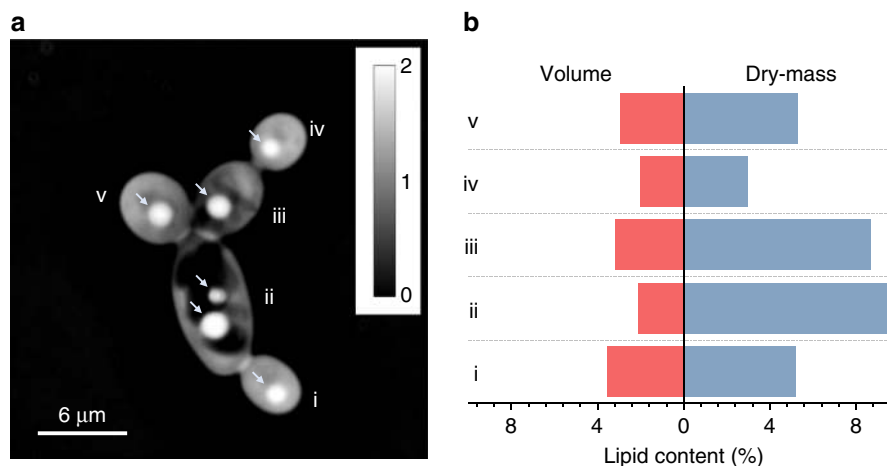 a
2
1
0
iv
v
iii
ii
i
6 μm
b
Volume Dry-mass
v
iv
iii
ii
i
8 4 0 4 8
Lipid content (%)